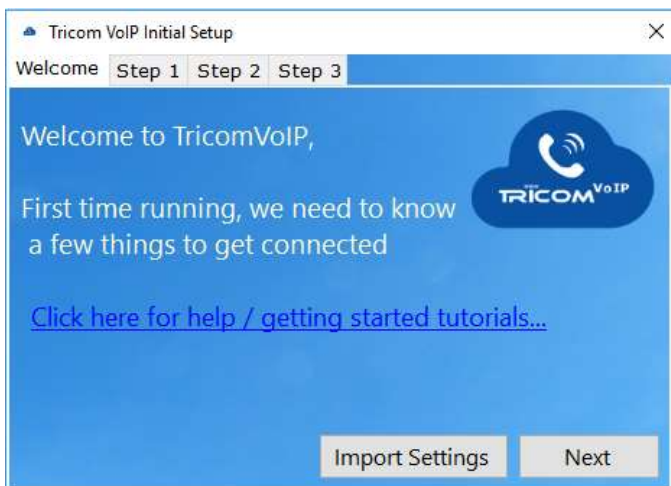 Tricom VoIP Initial Setup
Welcome Step 1 Step 2 Step 3
Welcome to TricomVoIP,
TRICOM VoIP
First time running, we need to know
a few things to get connected
Click here for help / getting started tutorials...
Import Settings Next